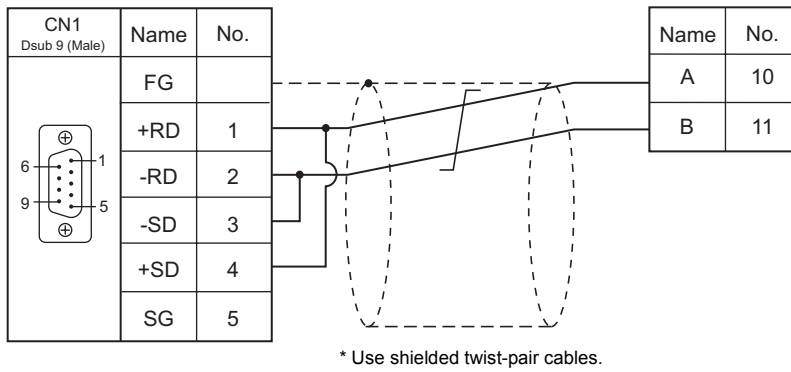 CN1
Dsub 9 (Male)
Name No.
FG
+RD 1
-RD 2
-SD 3
+SD 4
SG 5
6 1
9 5
Name No.
A 10
B 11
* Use shielded twist-pair cables.